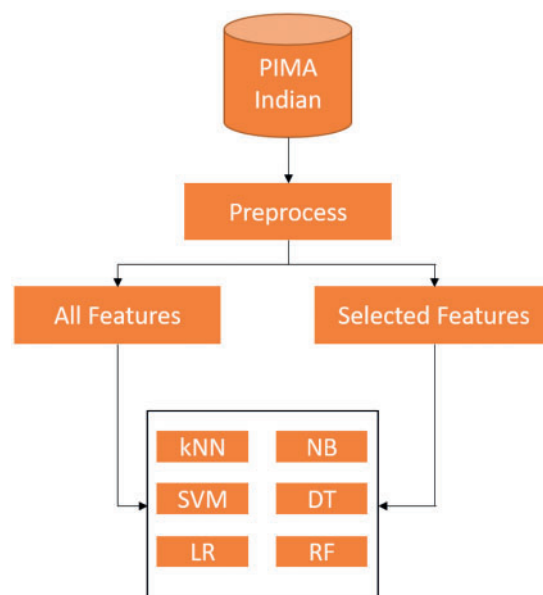 PIMA
Indian
Preprocess
All Features
Selected Features
kNN
NB
SVM
DT
LR
RF